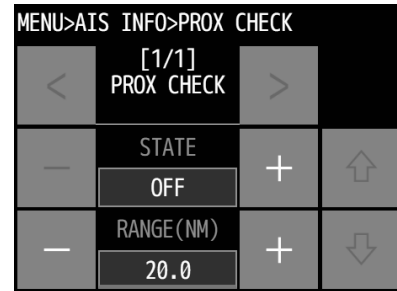 MENU>AIS INFO>PROX CHECK
[1/1]
< PROX CHECK >
STATE
− OFF +
RANGE(NM)
− 20.0 +